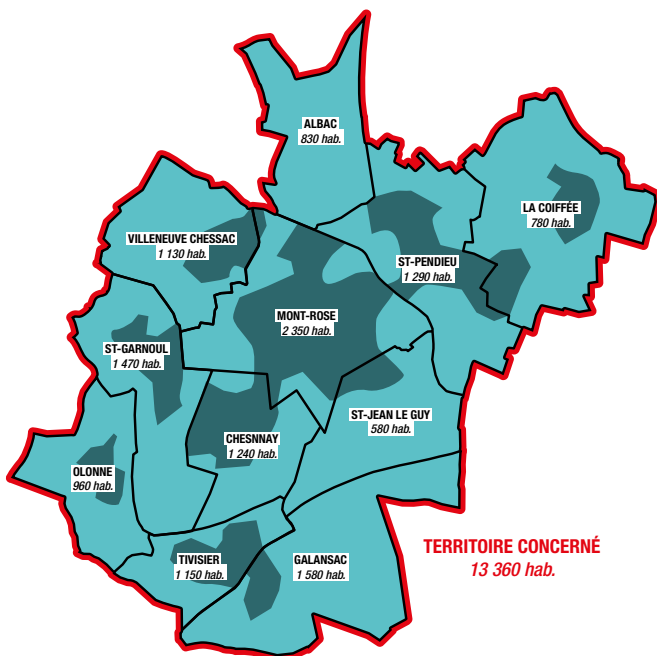 ALBAC
830 hab.
LA COIFFÉE
780 hab.
VILLENEUVE CHESSAC
1 130 hab.
ST-PENDIEU
1 290 hab.
MONT-ROSE
2 350 hab.
ST-GARNOUL
1 470 hab.
ST-JEAN LE GUY
580 hab.
CHESNNAY
1 240 hab.
OLONNE
960 hab.
TIVISIER
1 150 hab.
GALANSAC
1 580 hab.
TERRITOIRE CONCERNÉ
13 360 hab.